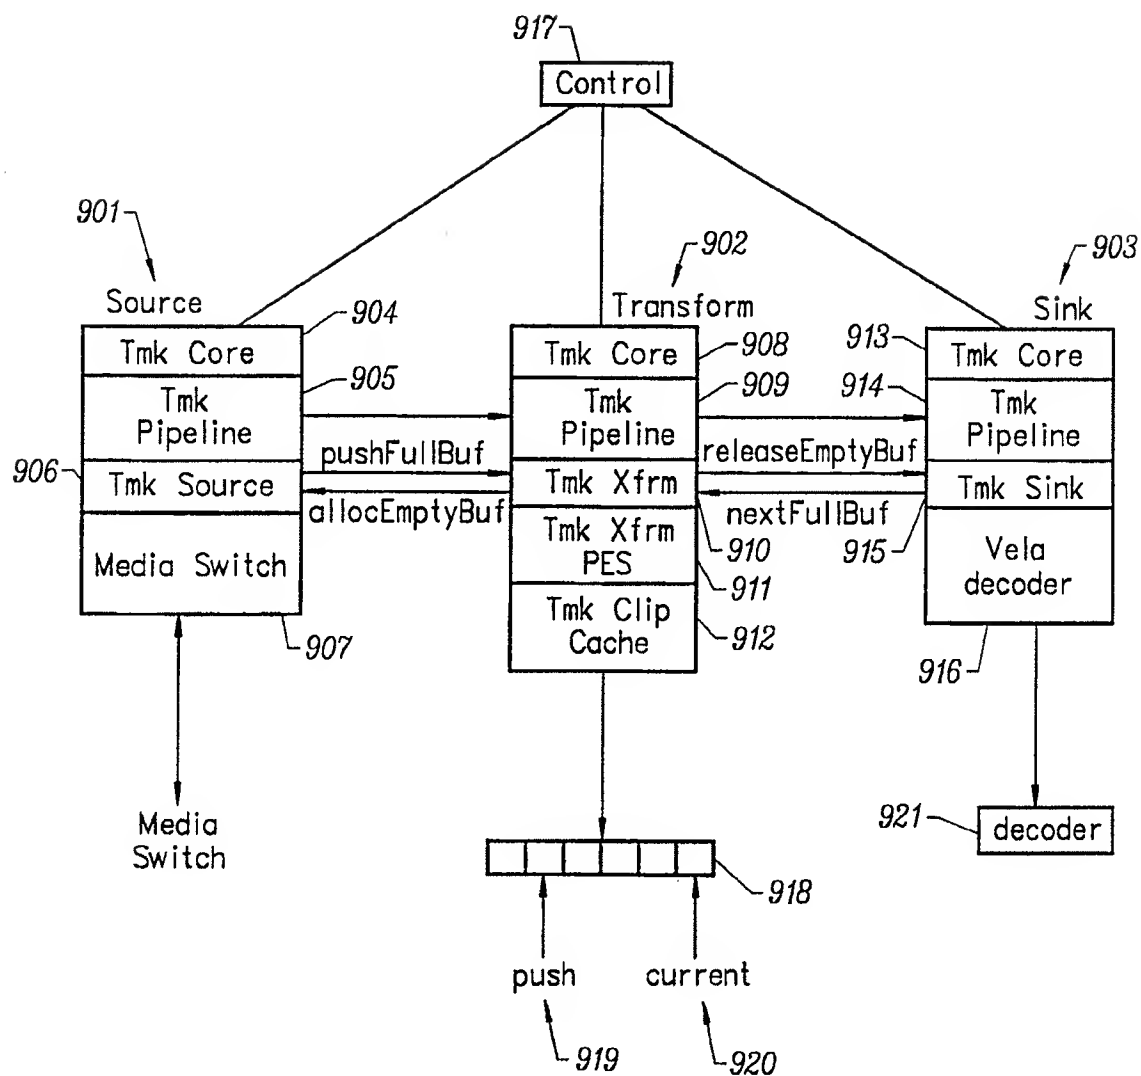 917
Control
901
902
903
Source
Transform
Sink
904
Tmk Core
905
Tmk
Pipeline
906
Tmk Source
Media Switch
907
pushFullBuf
allocEmptyBuf
Tmk Core
908
909
Tmk
Pipeline
Tmk Xfrm
910
Tmk Xfrm
PES
911
Tmk Clip
Cache
912
releaseEmptyBuf
nextFullBuf
913
Tmk Core
914
Tmk
Pipeline
Tmk Sink
915
Vela
decoder
916
Media
Switch
921
decoder
918
push
current
919
920